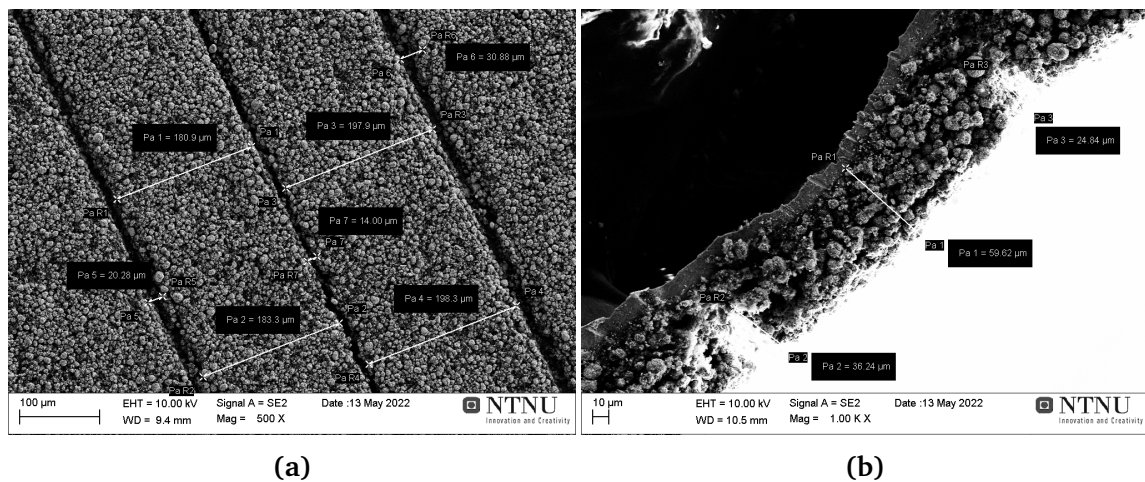 Pa R6
Pa 6 = 30.88 µm
Pa 6
Pa 1 = 180.9 µm
Pa 1
Pa 3 = 197.9 µm
Pa R3
Pa R1
Pa 3
Pa 7 = 14.00 µm
Pa 7
Pa R7
Pa 5 = 20.28 µm
Pa R5
Pa 5
Pa 2 = 183.3 µm
Pa 2
Pa 4 = 198.3 µm
Pa 4
Pa R2
Pa R4
100 µm
EHT = 10.00 kV
WD = 9.4 mm
Signal A = SE2
Mag = 500 X
Date :13 May 2022
NTNU
Innovation and Creativity
(a)
Pa R3
Pa 3
Pa 3 = 24.84 µm
Pa R1
Pa 1
Pa 1 = 59.62 µm
Pa R2
Pa 2
Pa 2 = 36.24 µm
10 µm
EHT = 10.00 kV
WD = 10.5 mm
Signal A = SE2
Mag = 1.00 K X
Date :13 May 2022
NTNU
Innovation and Creativity
(b)